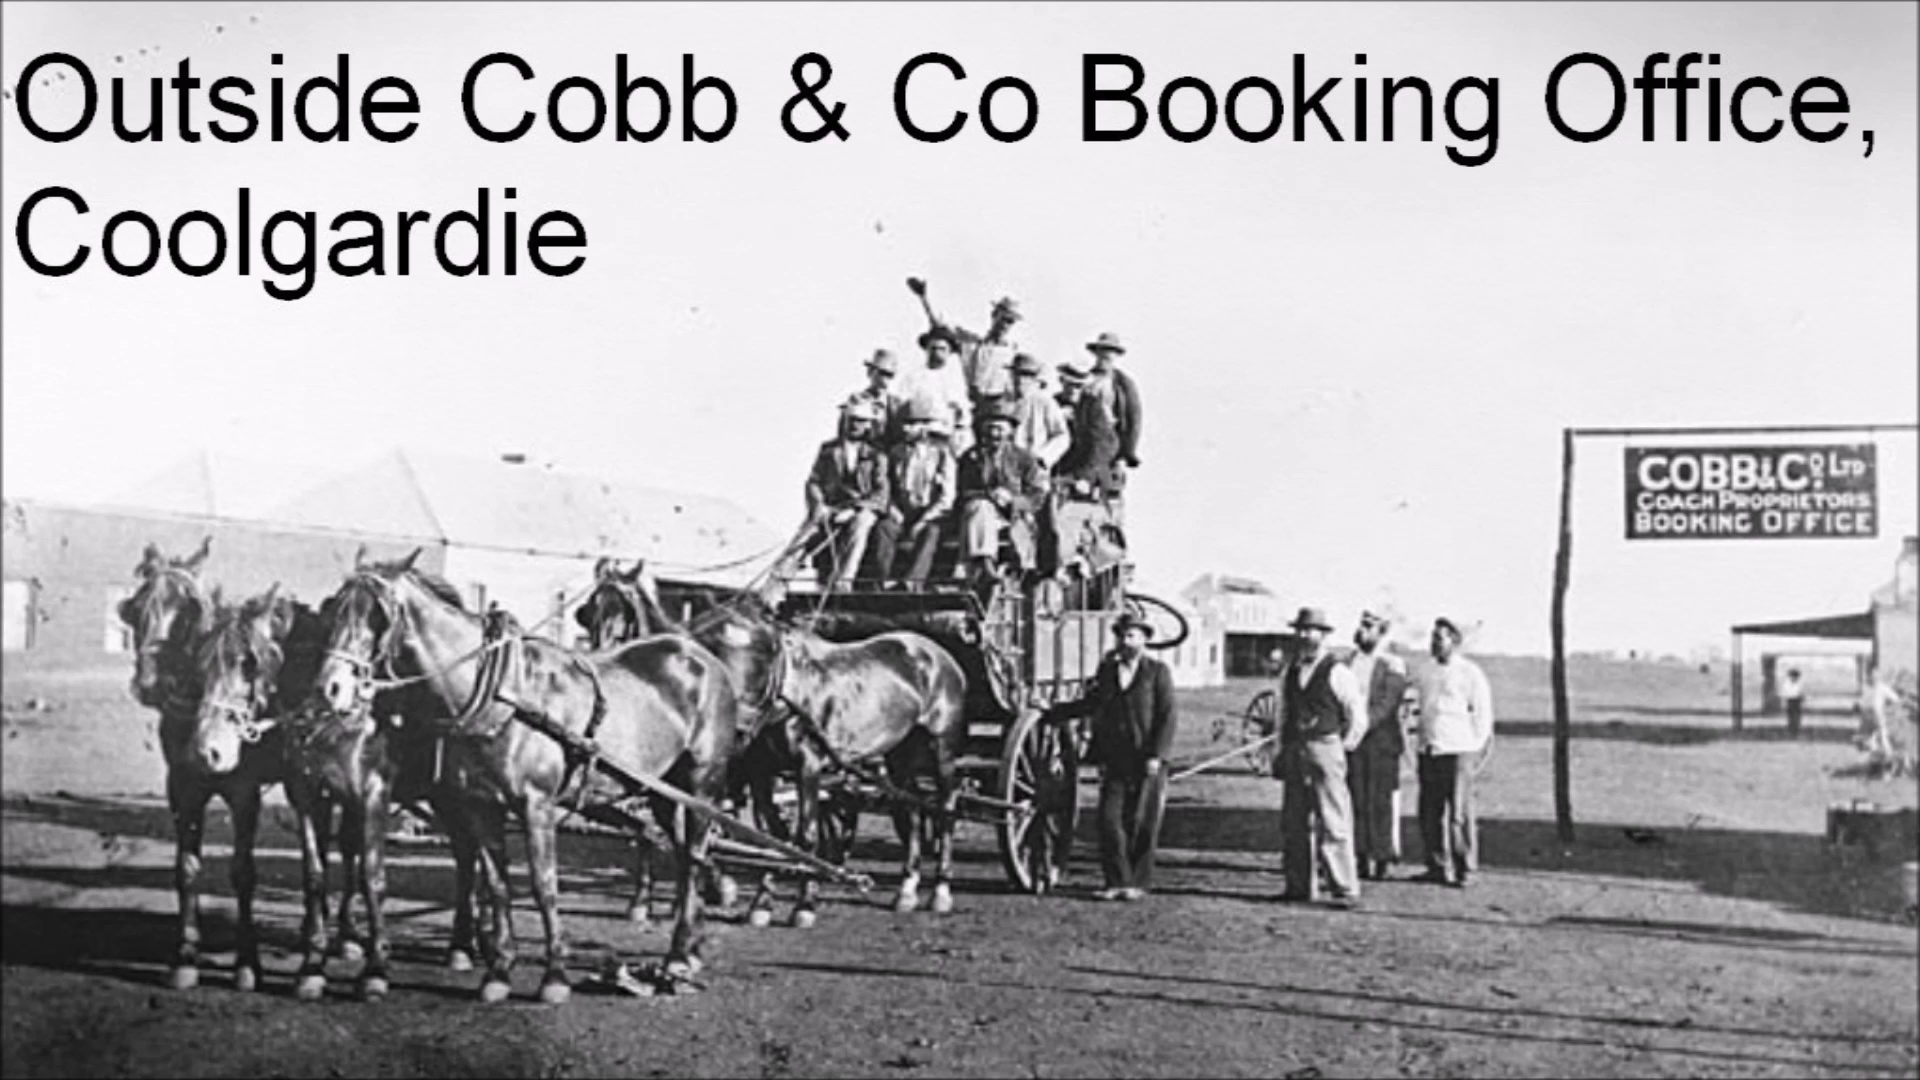 Outside Cobb & Co Booking Office,
Coolgardie
COBB & Co LTD
COACH PROPRIETORS
BOOKING OFFICE